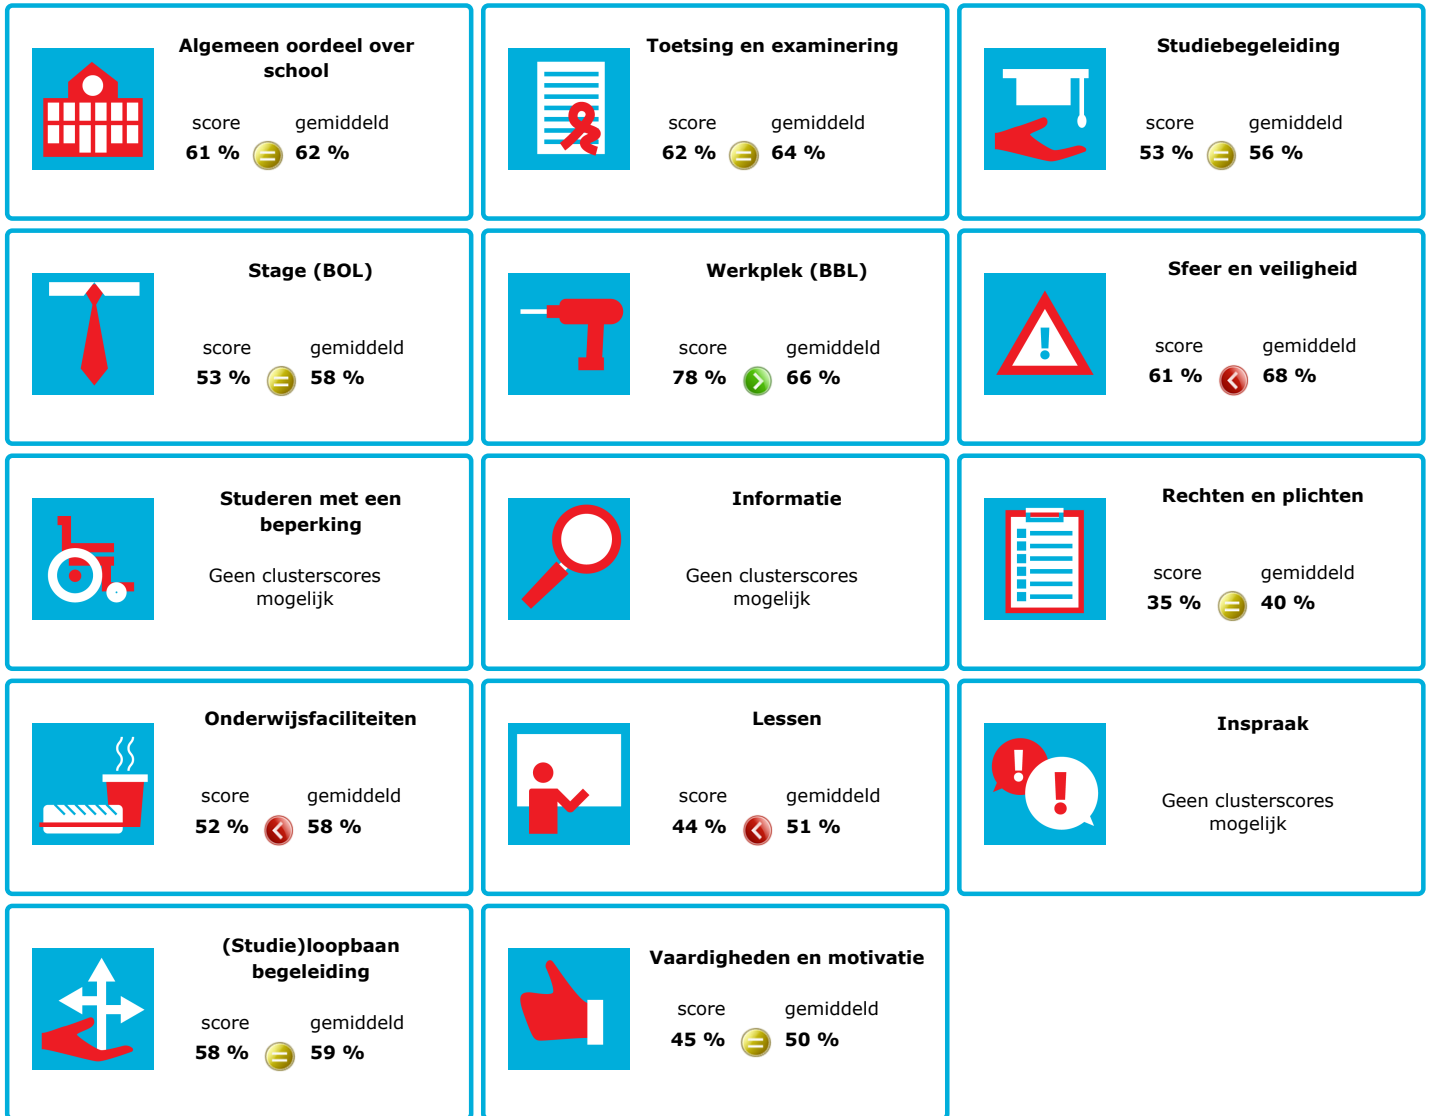 Algemeen oordeel over
school
score gemiddeld
61 % 62 %
Toetsing en examinering
score gemiddeld
62 % 64 %
Studiebegeleiding
score gemiddeld
53 % 56 %
Stage (BOL)
score gemiddeld
53 % 58 %
Werkplek (BBL)
score gemiddeld
78 % 66 %
Sfeer en veiligheid
score gemiddeld
61 % 68 %
Studeren met een
beperking
Geen clusterscores
mogelijk
Informatie
Geen clusterscores
mogelijk
Rechten en plichten
score gemiddeld
35 % 40 %
Onderwijsfaciliteiten
score gemiddeld
52 % 58 %
Lessen
score gemiddeld
44 % 51 %
Inspraak
Geen clusterscores
mogelijk
(Studie)loopbaan
begeleiding
score gemiddeld
58 % 59 %
Vaardigheden en motivatie
score gemiddeld
45 % 50 %